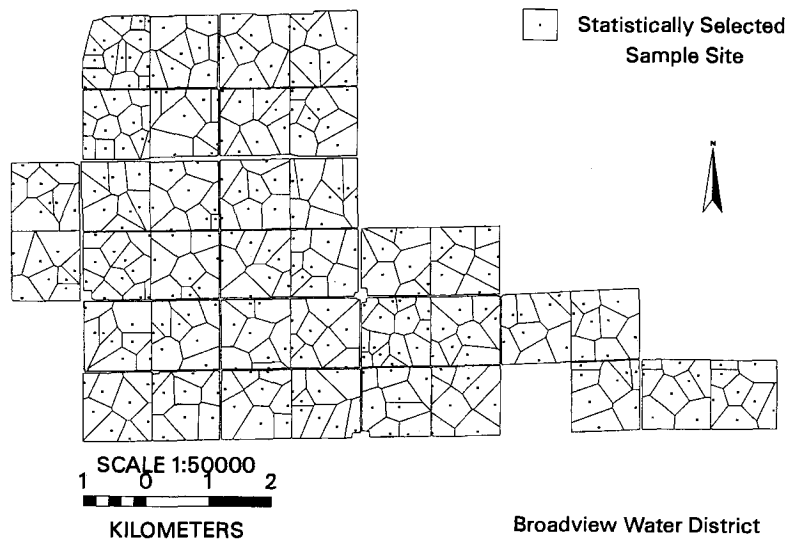 Statistically Selected
Sample Site
N
SCALE 1:50000
1 0 1 2
KILOMETERS
Broadview Water District